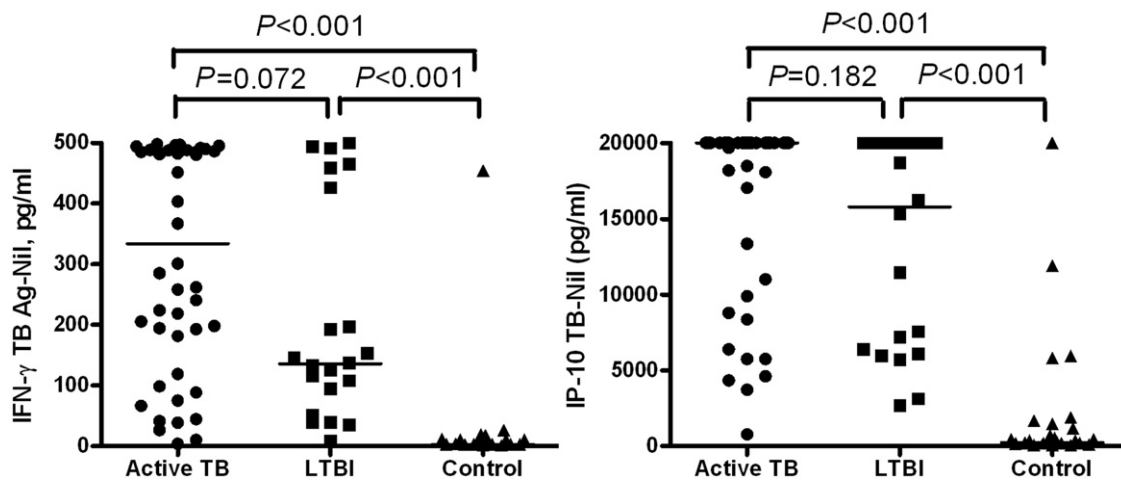 P<0.001
P=0.072 P<0.001
IFN-γ TB Ag-Nil, pg/ml
500
400
300
200
100
0
Active TB LTBI Control
P<0.001
P=0.182 P<0.001
IP-10 TB-Nil (pg/ml)
20000
15000
10000
5000
0
Active TB LTBI Control